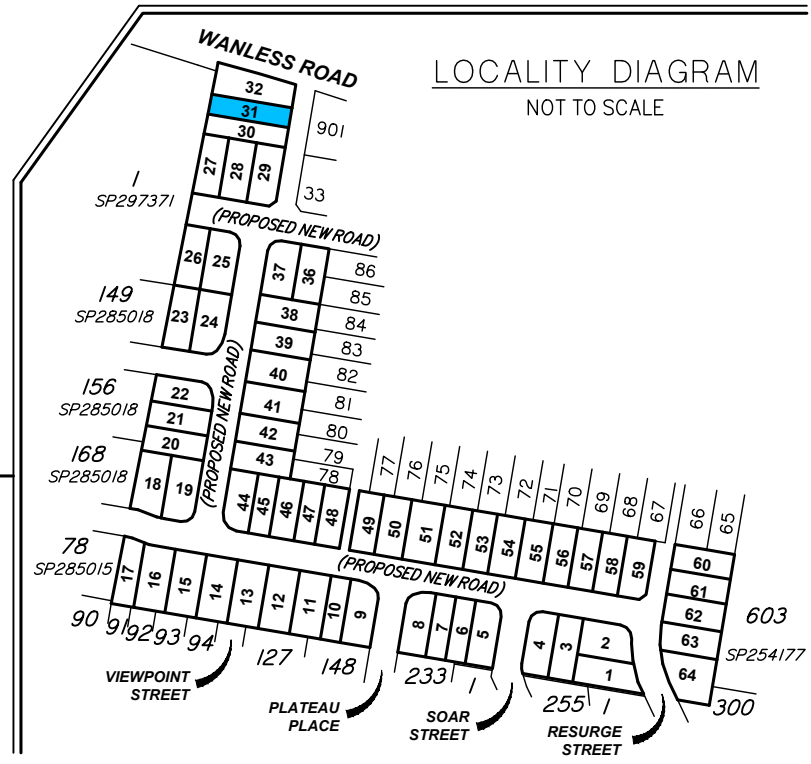 WANLESS ROAD
LOCALITY DIAGRAM
NOT TO SCALE
32
31
30
901
27 28 29
33
1
SP297371
(PROPOSED NEW ROAD)
26 25
37 36
86
85
149
SP285018
23 24
38
84
39
83
40
82
156
SP285018
22
41
81
21
42
80
20
43
79
78
168
SP285018
18 19
(PROPOSED NEW ROAD)
44 45 46 47 48
77 76 75 74 73 72 71 70 69 68 67 66 65
49 50 51 52 53 54 55 56 57 58 59
60
61
62
63
64
603
SP254177
300
78
SP285015
(PROPOSED NEW ROAD)
17 16 15 14 13 12 11 10 9
8 7 6 5
4 3 2
1
90 91 92 93 94 127 148
233 1
255 1
VIEWPOINT
STREET
PLATEAU
PLACE
SOAR
STREET
RESURGE
STREET